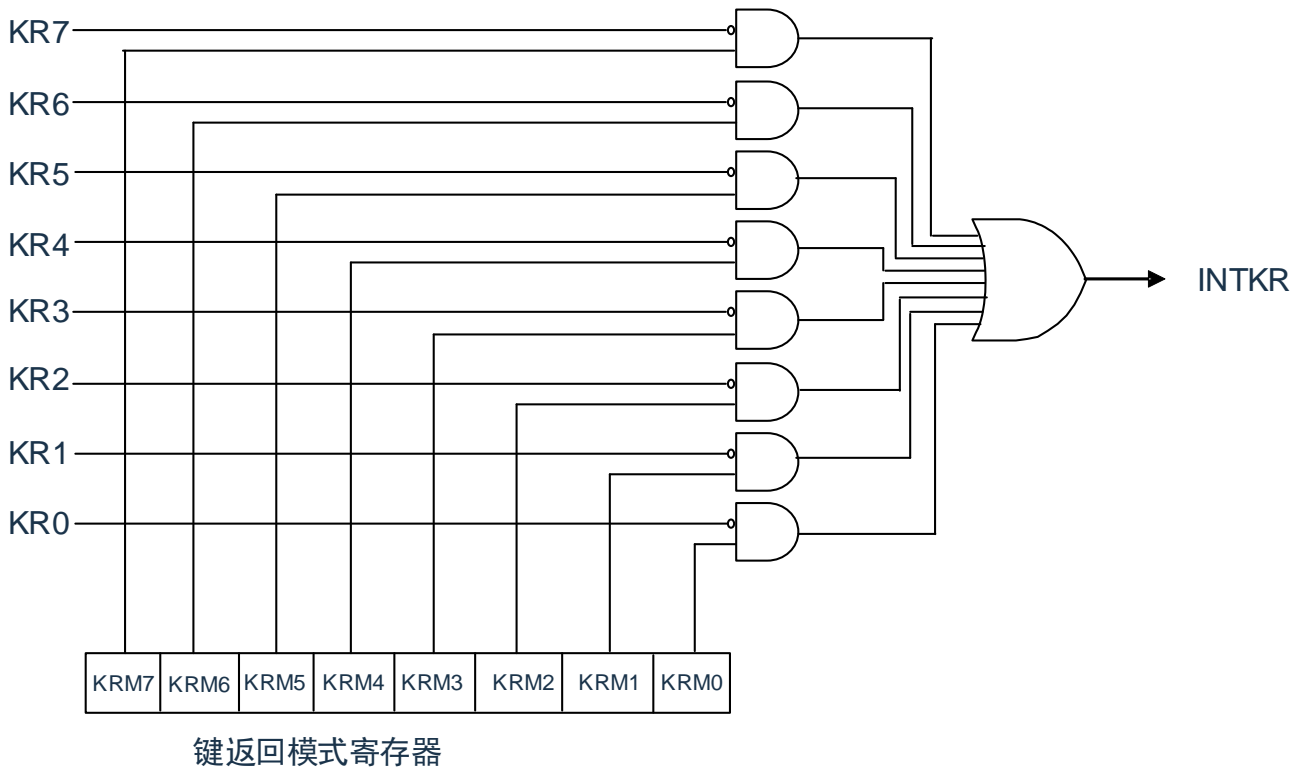 KR7
KR6
KR5
KR4
KR3
KR2
KR1
KR0
INTKR
KRM7 KRM6 KRM5 KRM4 KRM3 KRM2 KRM1 KRM0
键返回模式寄存器